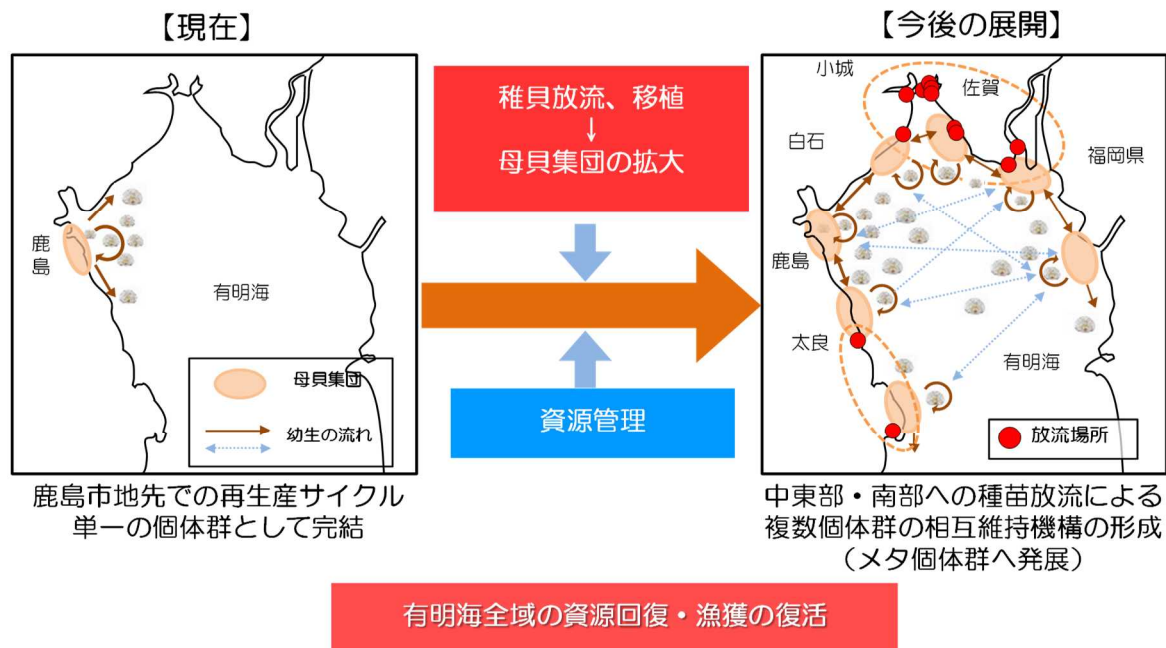 【現在】
鹿島
有明海
母貝集団
幼生の流れ
鹿島市地先での再生産サイクル
単一の個体群として完結
稚貝放流、移植
↓
母貝集団の拡大
資源管理
【今後の展開】
小城
佐賀
白石
福岡県
鹿島
太良
有明海
放流場所
中東部・南部への種苗放流による
複数個体群の相互維持機構の形成
（メタ個体群へ発展）
有明海全域の資源回復・漁獲の復活